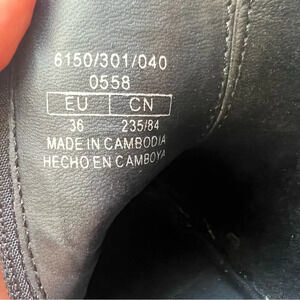 6150/301/040
0558
EU CN
36 235/84
MADE IN CAMBODIA
HECHO EN CAMBOYA